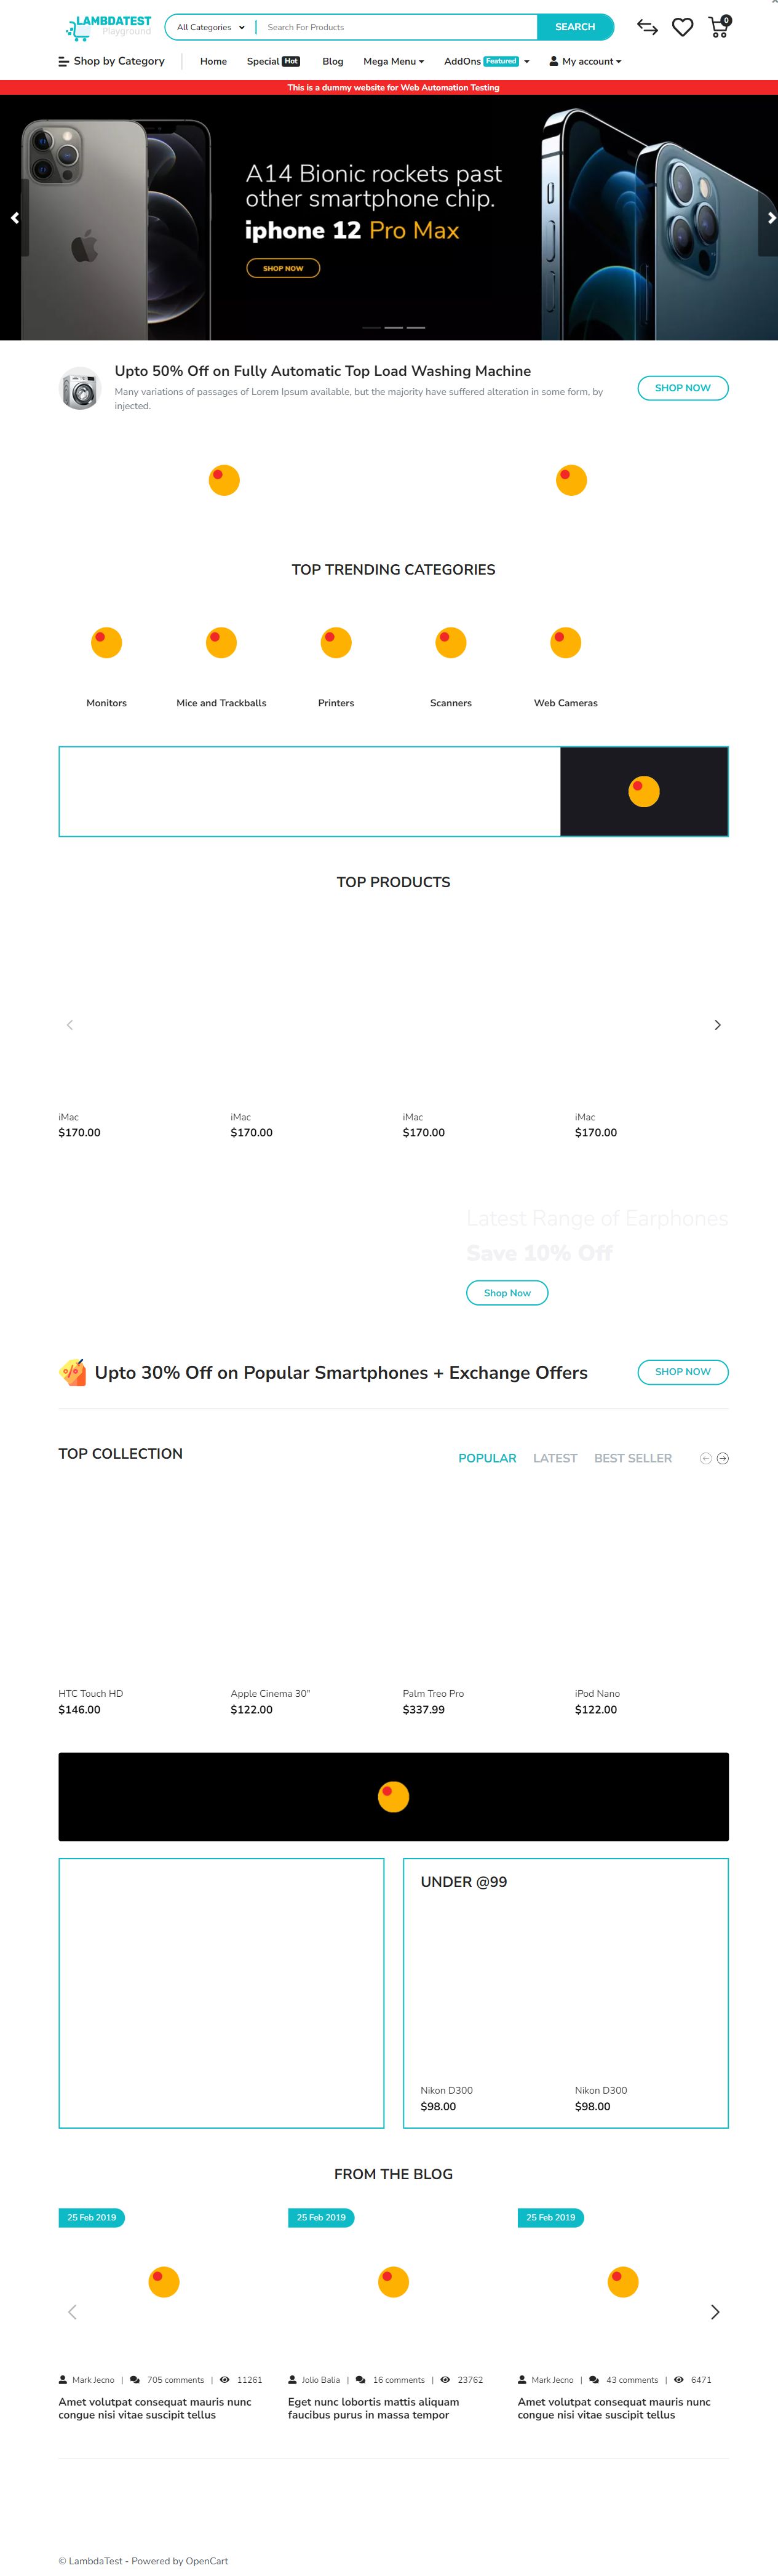 LAMBDATEST
Playground
All Categories
Search For Products
SEARCH
0
Shop by Category
Home
Special Hot
Blog
Mega Menu
AddOns Featured
My account
This is a dummy website for Web Automation Testing
A14 Bionic rockets past
other smartphone chip.
iphone 12 Pro Max
SHOP NOW
Upto 50% Off on Fully Automatic Top Load Washing Machine
Many variations of passages of Lorem Ipsum available, but the majority have suffered alteration in some form, by
injected.
SHOP NOW
TOP TRENDING CATEGORIES
Monitors
Mice and Trackballs
Printers
Scanners
Web Cameras
TOP PRODUCTS
iMac
$170.00
iMac
$170.00
iMac
$170.00
iMac
$170.00
Latest Range of Earphones
Save 10% Off
Shop Now
Upto 30% Off on Popular Smartphones + Exchange Offers
SHOP NOW
TOP COLLECTION
POPULAR
LATEST
BEST SELLER
HTC Touch HD
$146.00
Apple Cinema 30"
$122.00
Palm Treo Pro
$337.99
iPod Nano
$122.00
UNDER @99
Nikon D300
$98.00
Nikon D300
$98.00
FROM THE BLOG
25 Feb 2019
Mark Jecno | 705 comments | 11261
Amet volutpat consequat mauris nunc
congue nisi vitae suscipit tellus
25 Feb 2019
Jolio Balia | 16 comments | 23762
Eget nunc lobortis mattis aliquam
faucibus purus in massa tempor
25 Feb 2019
Mark Jecno | 43 comments | 6471
Amet volutpat consequat mauris nunc
congue nisi vitae suscipit tellus
© LambdaTest - Powered by OpenCart